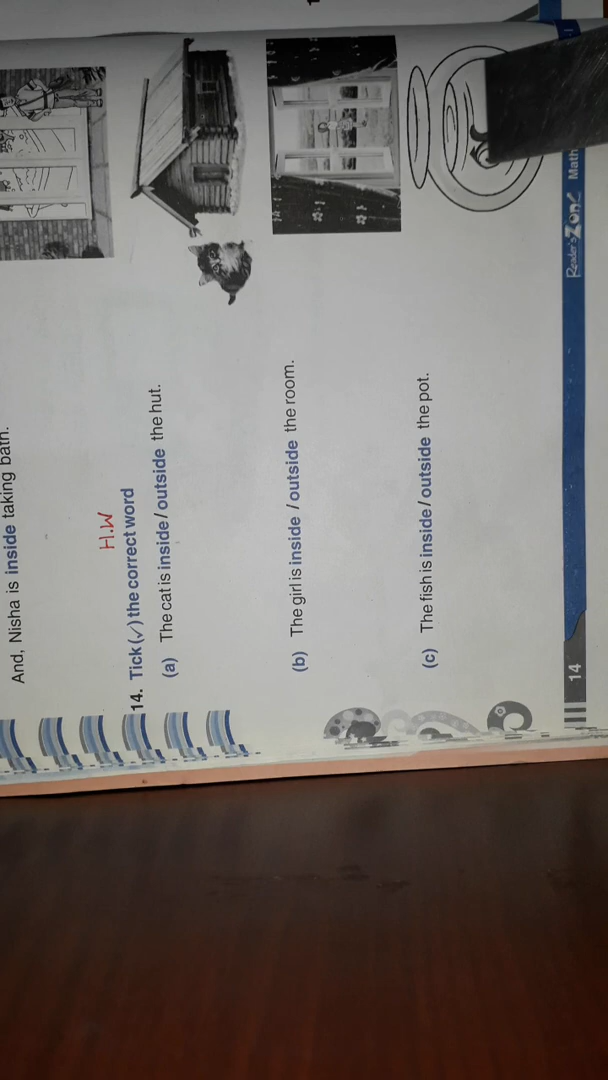 And, Nisha is inside taking bath.
H.W
14. Tick (✓) the correct word
(a) The cat is inside / outside the hut.
(b) The girl is inside / outside the room.
(c) The fish is inside / outside the pot.
14
Reader's Zone Math